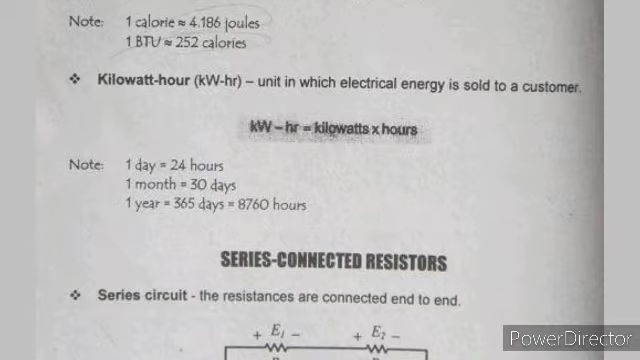 Note: 1 calorie ≈ 4.186 joules
1 BTU ≈ 252 calories
❖ Kilowatt-hour (kW-hr) – unit in which electrical energy is sold to a customer.
kW – hr = kilowatts x hours
Note: 1 day = 24 hours
1 month = 30 days
1 year = 365 days = 8760 hours
SERIES-CONNECTED RESISTORS
❖ Series circuit - the resistances are connected end to end.
+ E₁ – + E₂ –
PowerDirector